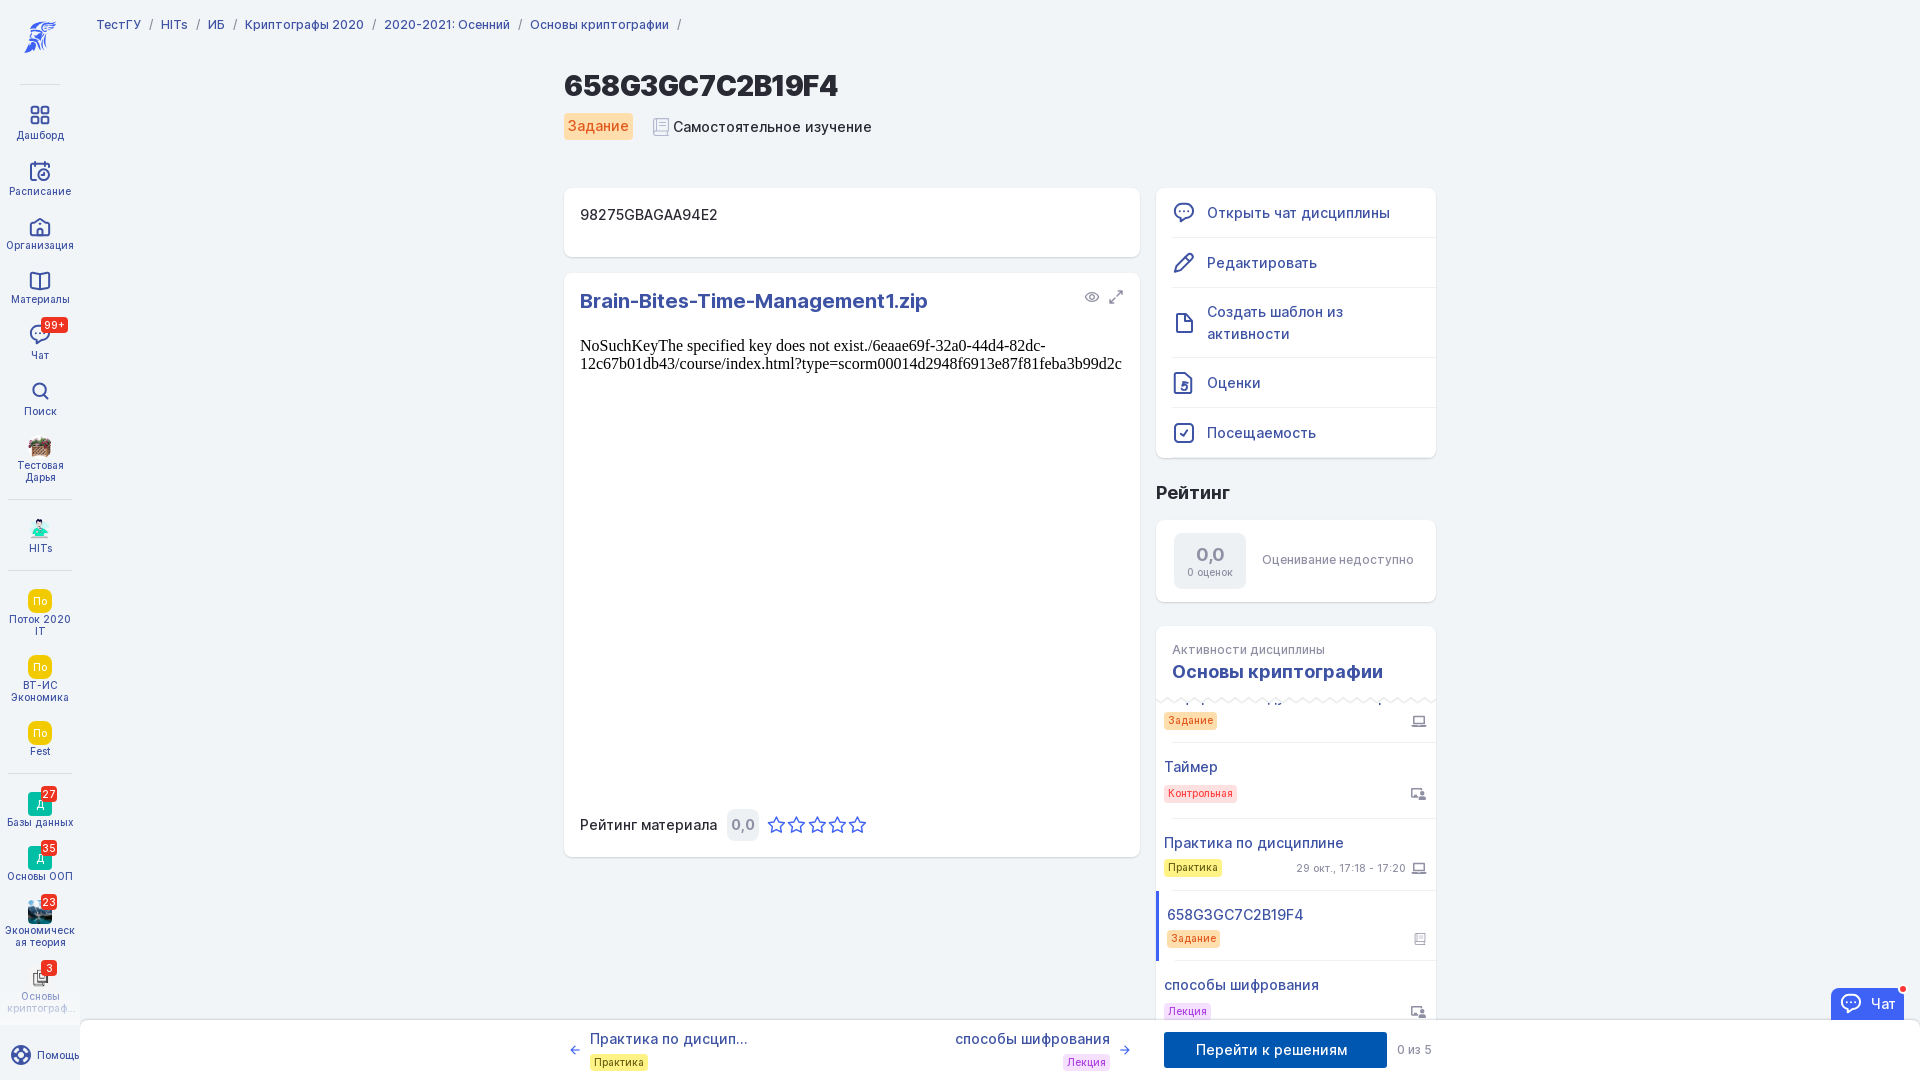 ТестГУ / HITs / ИБ / Криптографы 2020 / 2020-2021: Осенний / Основы криптографии /
658G3GC7C2B19F4
Задание
Самостоятельное изучение
Дашборд
Расписание
Организация
Материалы
99+
Чат
Поиск
Тестовая
Дарья
HITs
По
Поток 2020
IT
По
ВТ-ИС
Экономика
По
Fest
27
Д
Базы данных
35
Д
Основы ООП
23
Экономическ
ая теория
3
Основы
криптограф...
Помощь
98275GBAGAA94E2
Brain-Bites-Time-Management1.zip
NoSuchKeyThe specified key does not exist./6eaae69f-32a0-44d4-82dc-
12c67b01db43/course/index.html?type=scorm00014d2948f6913e87f81feba3b99d2c
Рейтинг материала 0,0
Открыть чат дисциплины
Редактировать
Создать шаблон из
активности
Оценки
Посещаемость
Рейтинг
0,0
0 оценок
Оценивание недоступно
Активности дисциплины
Основы криптографии
Задание
Таймер
Контрольная
Практика по дисциплине
Практика
29 окт., 17:18 - 17:20
658G3GC7C2B19F4
Задание
способы шифрования
Лекция
Чат
Практика по дисцип...
Практика
способы шифрования
Лекция
Перейти к решениям
0 из 5